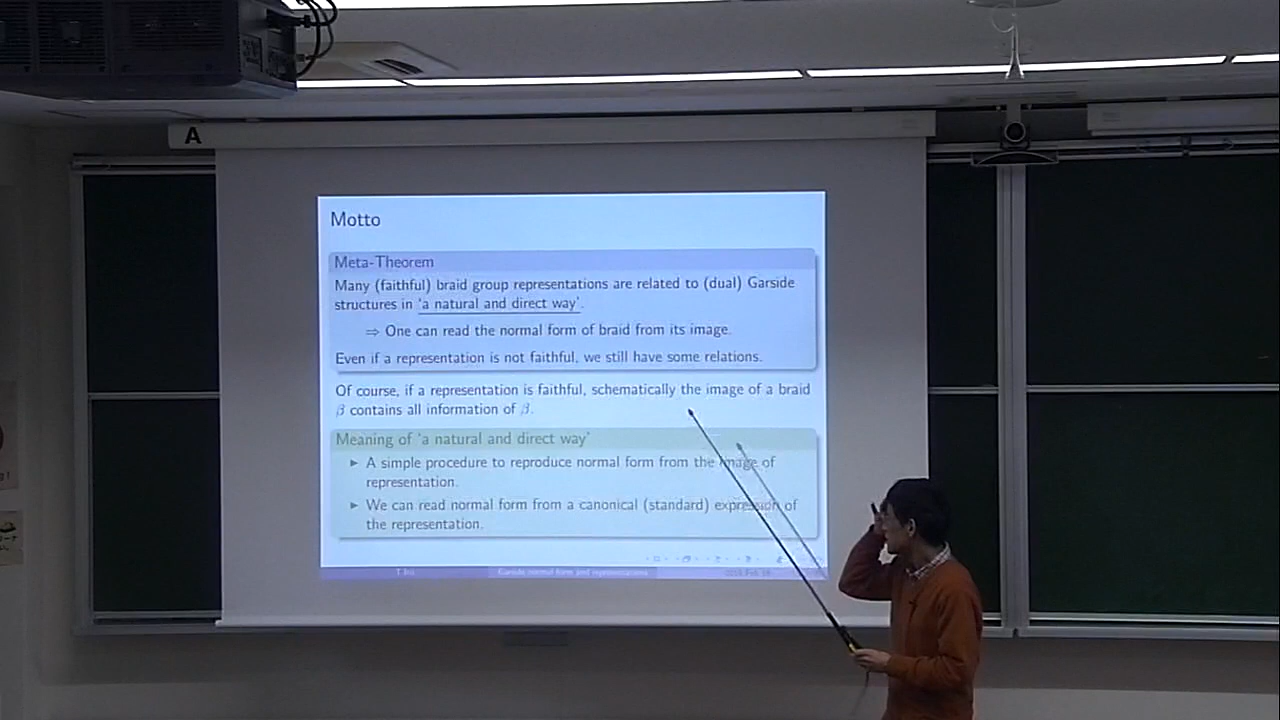 A
Motto
Meta-Theorem
Many (faithful) braid group representations are related to (dual) Garside
structures in 'a natural and direct way'.
⇒ One can read the normal form of braid from its image.
Even if a representation is not faithful, we still have some relations.
Of course, if a representation is faithful, schematically the image of a braid
β contains all information of β.
Meaning of 'a natural and direct way'
▶ A simple procedure to reproduce normal form from the image of
representation.
▶ We can read normal form from a canonical (standard) expression of
the representation.
Garside normal form and representations